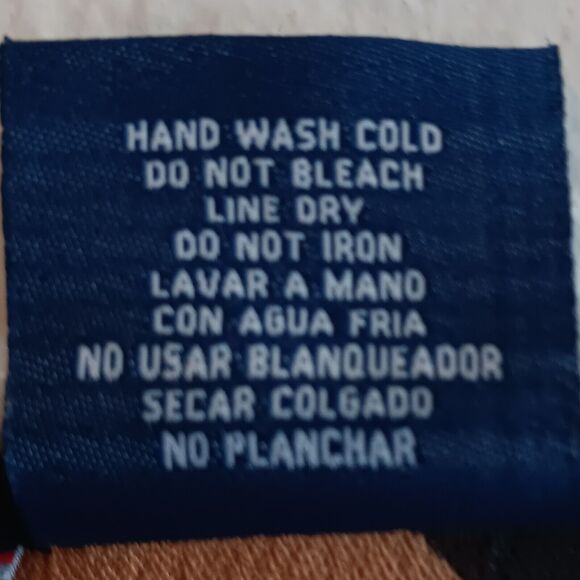 HAND WASH COLD
DO NOT BLEACH
LINE DRY
DO NOT IRON
LAVAR A MANO
CON AGUA FRIA
NO USAR BLANQUEADOR
SECAR COLGADO
NO PLANCHAR